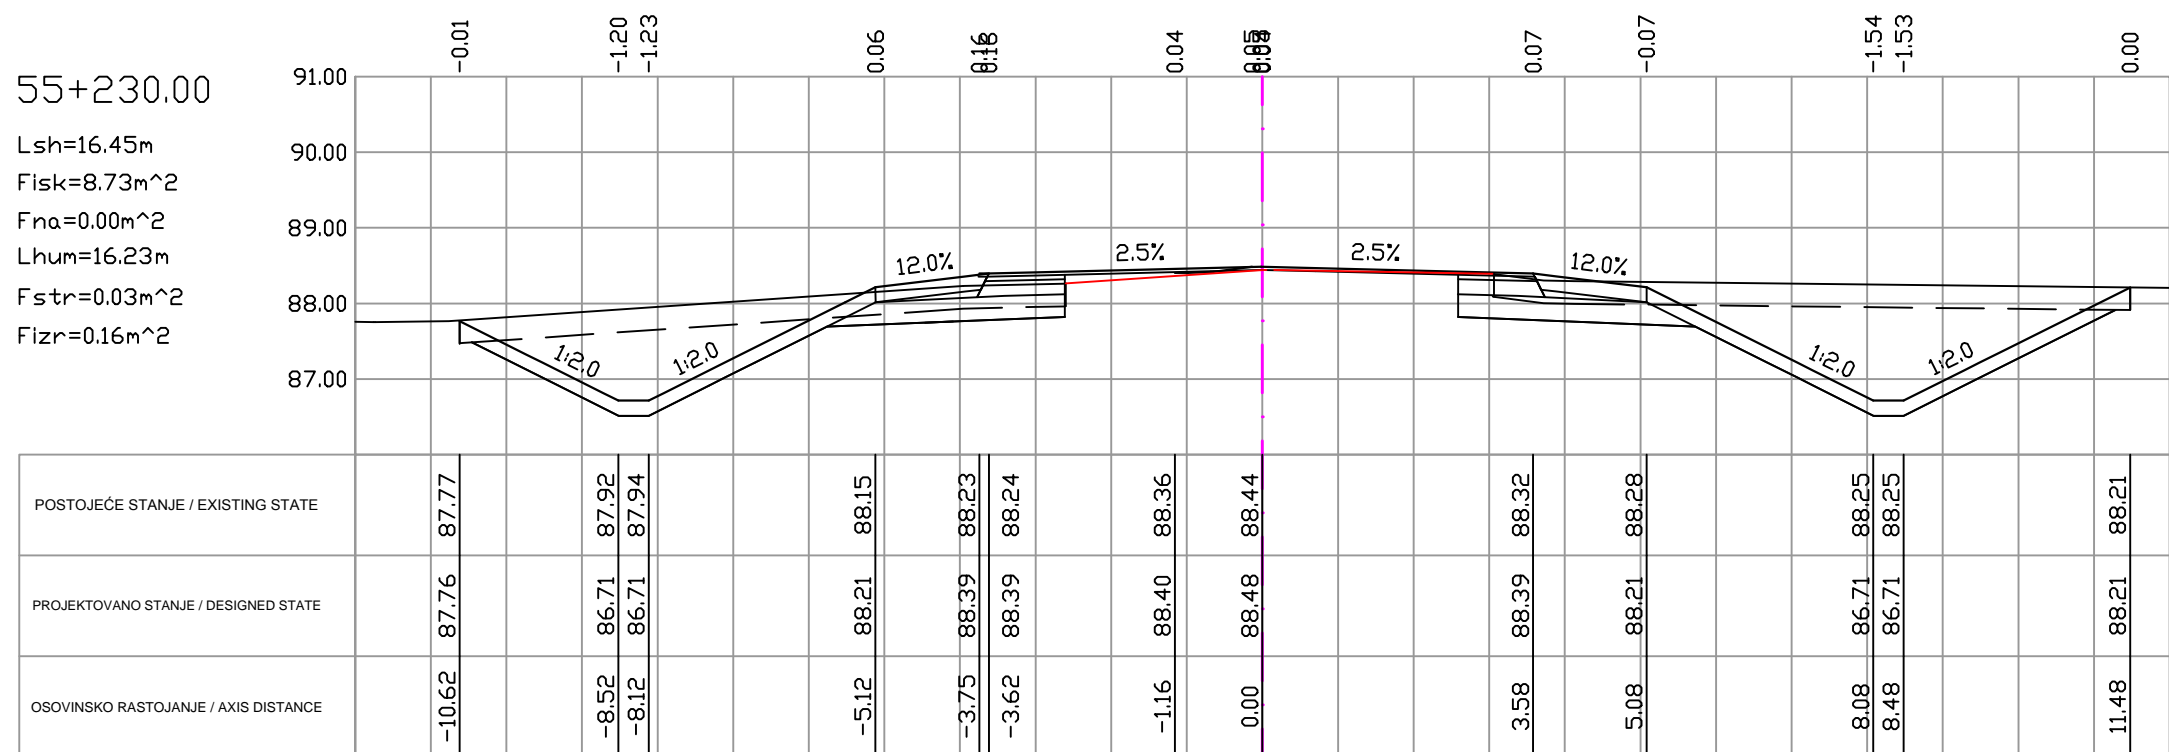 -0.01 -1.20 -1.23 0.06 0.16 0.16 0.04 0.05 0.07 -0.07 -1.54 -1.53 0.00
55+230.00
Lsh=16.45m
Fisk=8.73m^2
Fna=0.00m^2
Lhum=16.23m
Fstr=0.03m^2
Fizr=0.16m^2
91.00
90.00
89.00
88.00
87.00
12.0% 2.5% 2.5% 12.0%
1:2.0 1:2.0 1:2.0 1:2.0
POSTOJEĆE STANJE / EXISTING STATE 87.77 87.92 87.94 88.15 88.23 88.24 88.36 88.44 88.32 88.28 88.25 88.25 88.21
PROJEKTOVANO STANJE / DESIGNED STATE 87.76 86.71 86.71 88.21 88.39 88.39 88.40 88.48 88.39 88.21 86.71 86.71 88.21
OSOVINSKO RASTOJANJE / AXIS DISTANCE -10.62 -8.52 -8.12 -5.12 -3.75 -3.62 -1.16 0.00 3.58 5.08 8.08 8.48 11.48